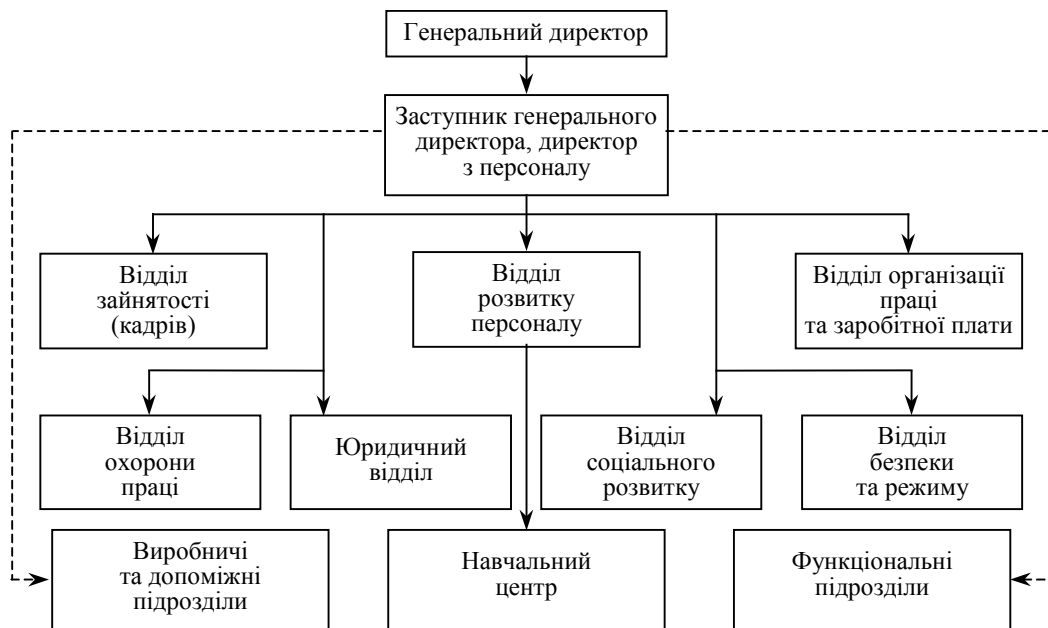 Генеральний директор
Заступник генерального
директора, директор
з персоналу
Відділ
зайнятості
(кадрів)
Відділ
розвитку
персоналу
Відділ організації
праці
та заробітної плати
Відділ
охорони
праці
Юридичний
відділ
Відділ
соціального
розвитку
Відділ
безпеки
та режиму
Виробничі
та допоміжні
підрозділи
Навчальний
центр
Функціональні
підрозділи